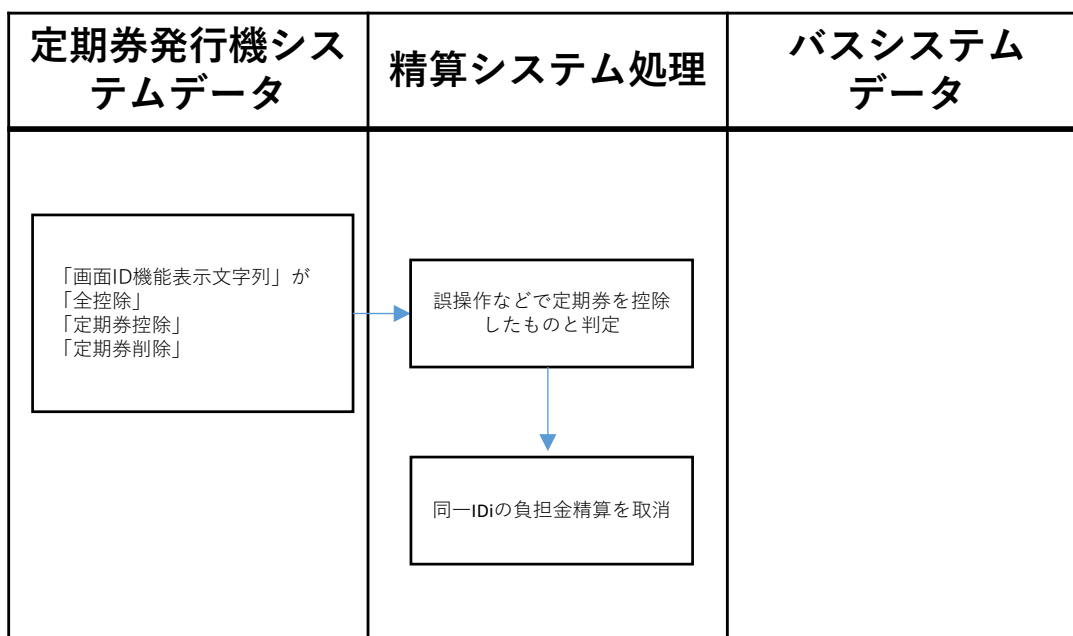 定期券発行機シス
テムデータ
精算システム処理
バスシステム
データ
「画面ID機能表示文字列」が
「全控除」
「定期券控除」
「定期券削除」
誤操作などで定期券を控除
したものと判定
同一IDiの負担金精算を取消